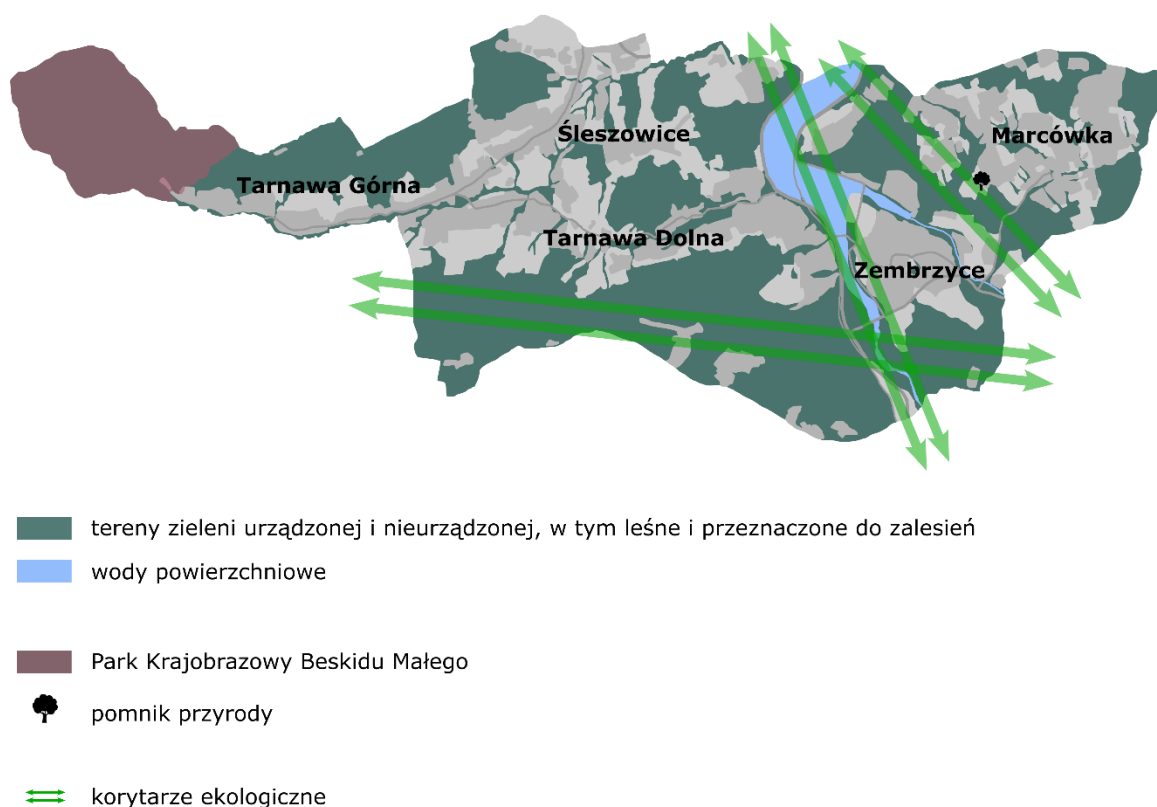 Śleszowice
Marcówka
Tarnawa Górna
Tarnawa Dolna
Zembrzyce
tereny zieleni urządzonej i nieurządzonej, w tym leśne i przeznaczone do zalesień
wody powierzchniowe
Park Krajobrazowy Beskidu Małego
pomnik przyrody
korytarze ekologiczne